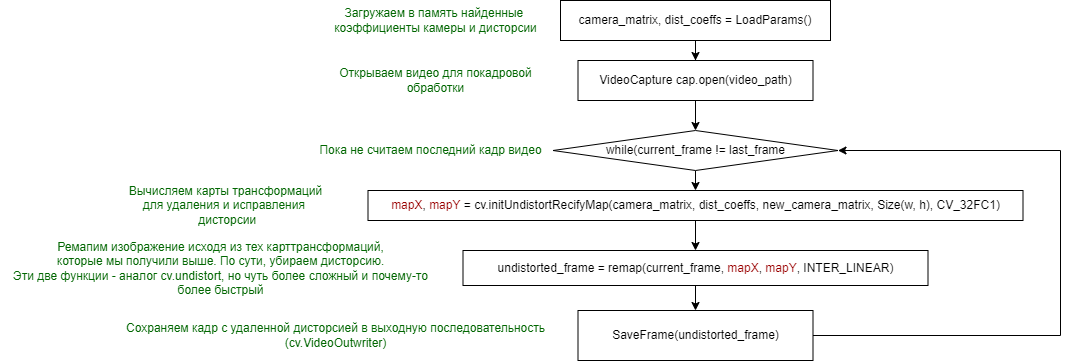 Загружаем в память найденные
коэффициенты камеры и дисторсии
camera_matrix, dist_coeffs = LoadParams()
Открываем видео для покадровой
обработки
VideoCapture cap.open(video_path)
Пока не считаем последний кадр видео
while(current_frame != last_frame
Вычисляем карты трансформаций
для удаления и исправления
дисторсии
mapX, mapY = cv.initUndistortRecifyMap(camera_matrix, dist_coeffs, new_camera_matrix, Size(w, h), CV_32FC1)
Ремапим изображение исходя из тех карттрансформаций,
которые мы получили выше. По сути, убираем дисторсию.
Эти две функции - аналог cv.undistort, но чуть более сложный и почему-то
более быстрый
undistorted_frame = remap(current_frame, mapX, mapY, INTER_LINEAR)
Сохраняем кадр с удаленной дисторсией в выходную последовательность
(cv.VideoOutwriter)
SaveFrame(undistorted_frame)